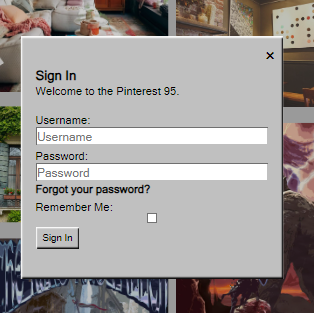 ×
Sign In
Welcome to the Pinterest 95.
Username:
Username
Password:
Password
Forgot your password?
Remember Me:
Sign In